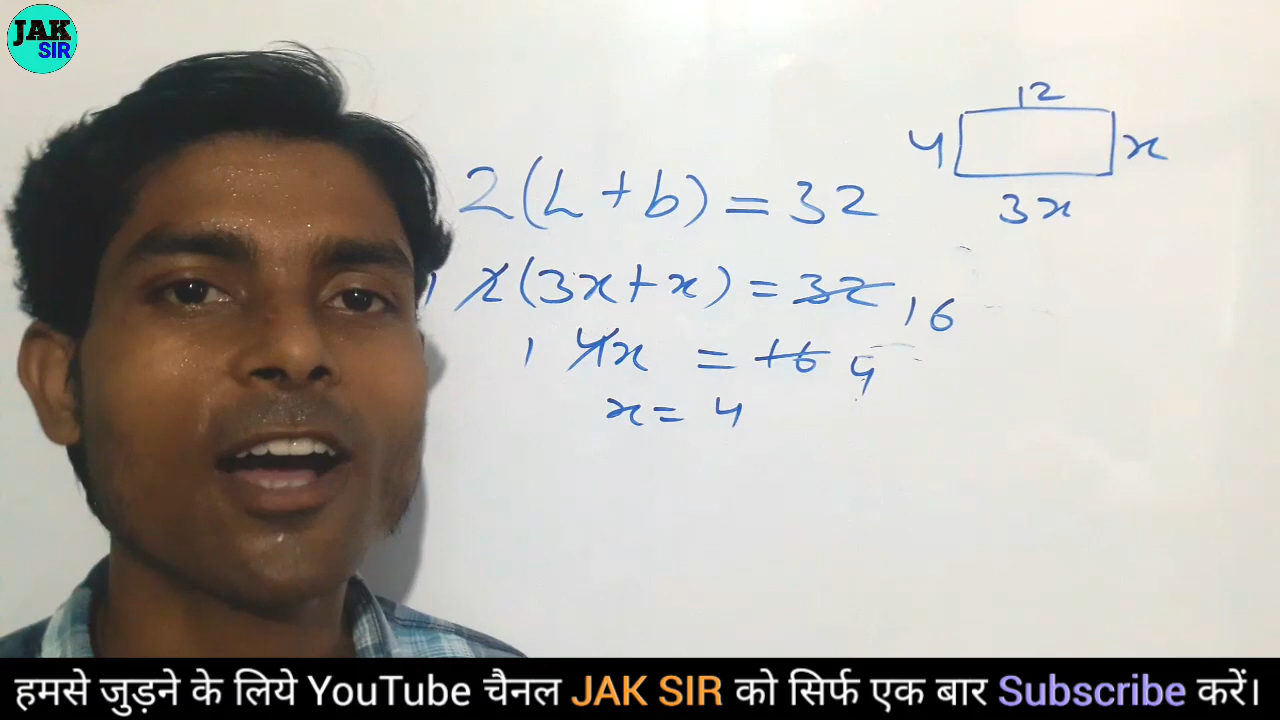 JAK
SIR
12
4
x
3x
2(L+b) = 32
1 2(3x+x) = 32 16
1 4x = 16 4
x = 4
हमसे जुड़ने के लिये YouTube चैनल JAK SIR को सिर्फ एक बार Subscribe करें।